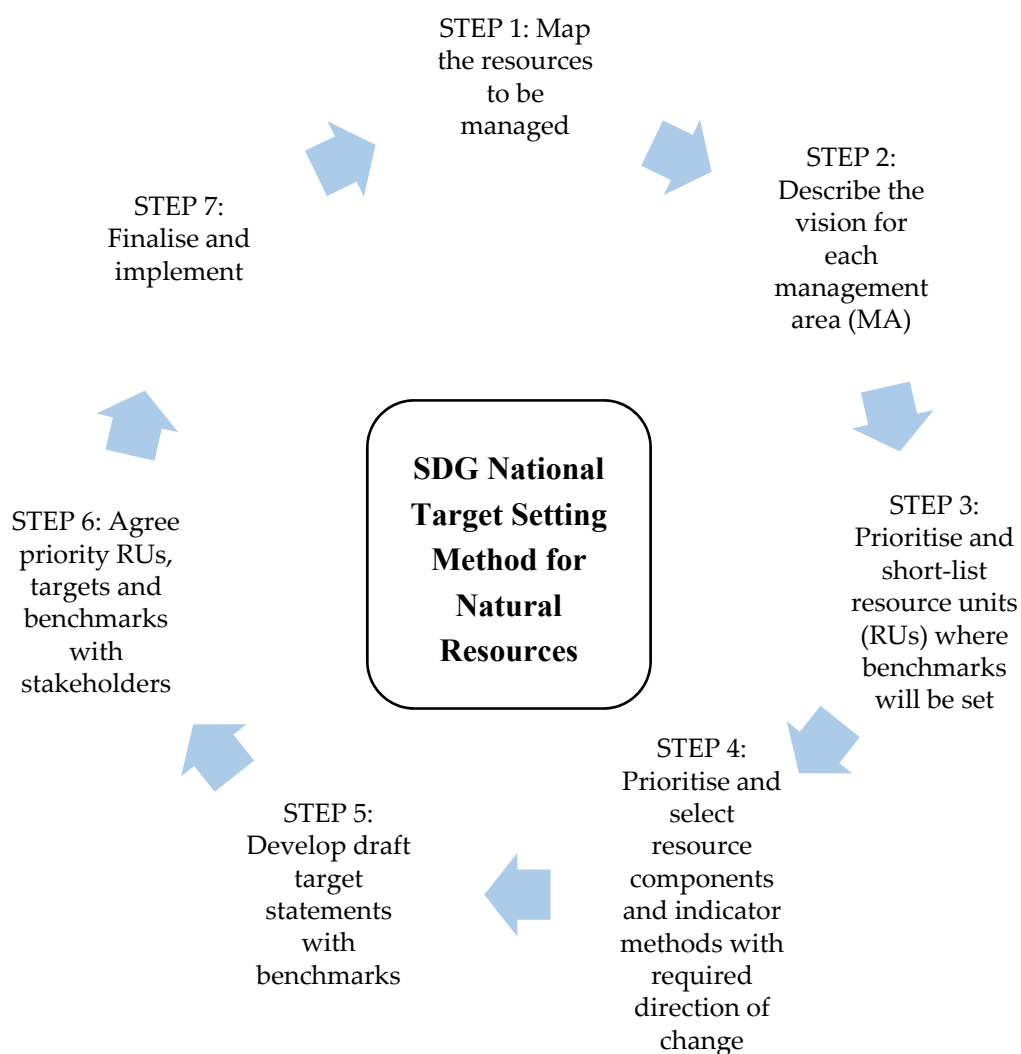 STEP 1: Map
the resources
to be
managed
STEP 2:
Describe the
vision for
each
management
area (MA)
STEP 3:
Prioritise and
short-list
resource units
(RUs) where
benchmarks
will be set
STEP 4:
Prioritise and
select
resource
components
and indicator
methods with
required
direction of
change
STEP 5:
Develop draft
target
statements
with
benchmarks
STEP 6: Agree
priority RUs,
targets and
benchmarks
with
stakeholders
STEP 7:
Finalise and
implement
SDG National
Target Setting
Method for
Natural
Resources